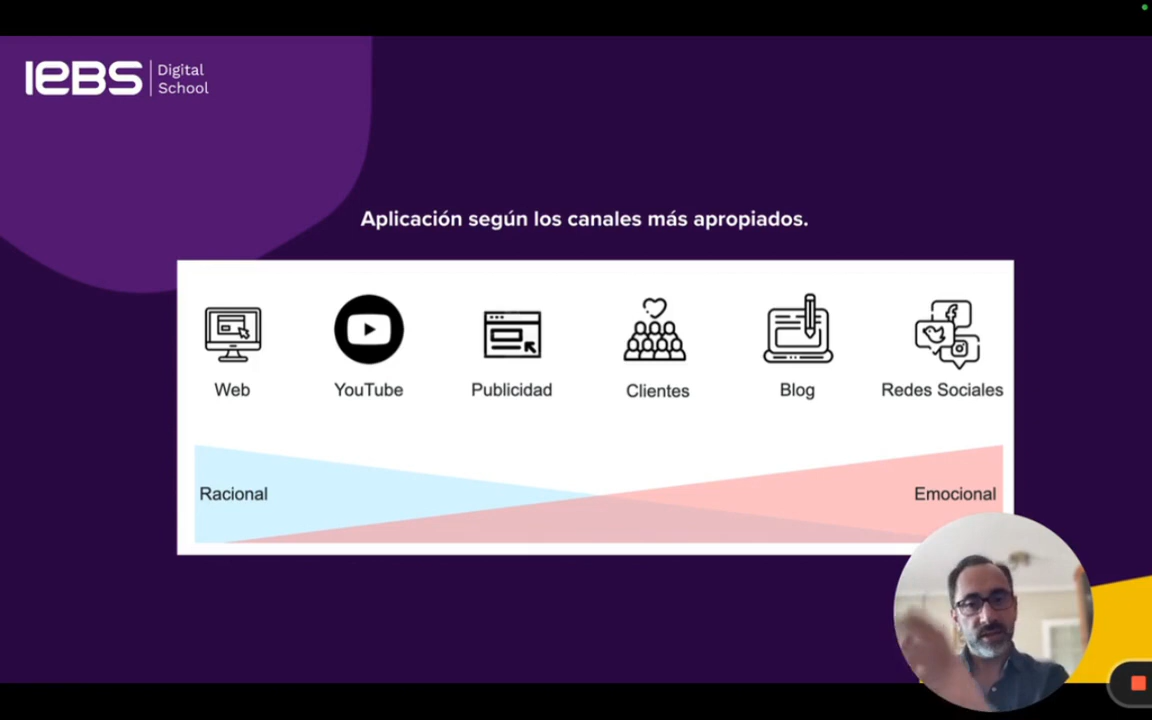 IEBS Digital
School
Aplicación según los canales más apropiados.
Web YouTube Publicidad Clientes Blog Redes Sociales
Racional Emocional